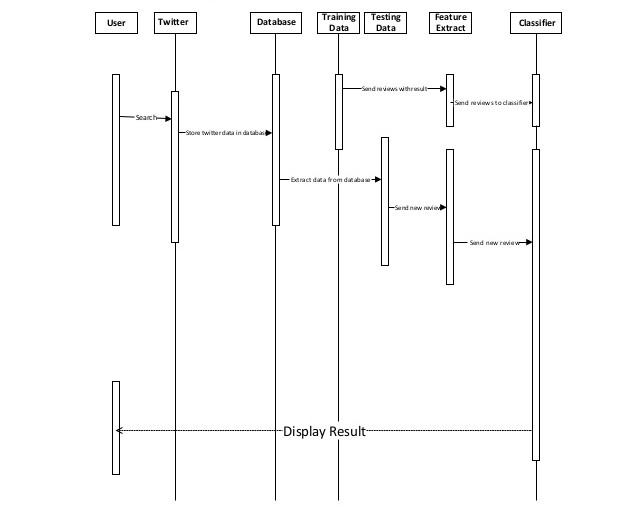 User
Twitter
Database
Training
Data
Testing
Data
Feature
Extract
Classifier
Send reviews with result
Send reviews to classifier
Search
Store twitter data in database
Extract data from database
Send new review
Send new review
Display Result